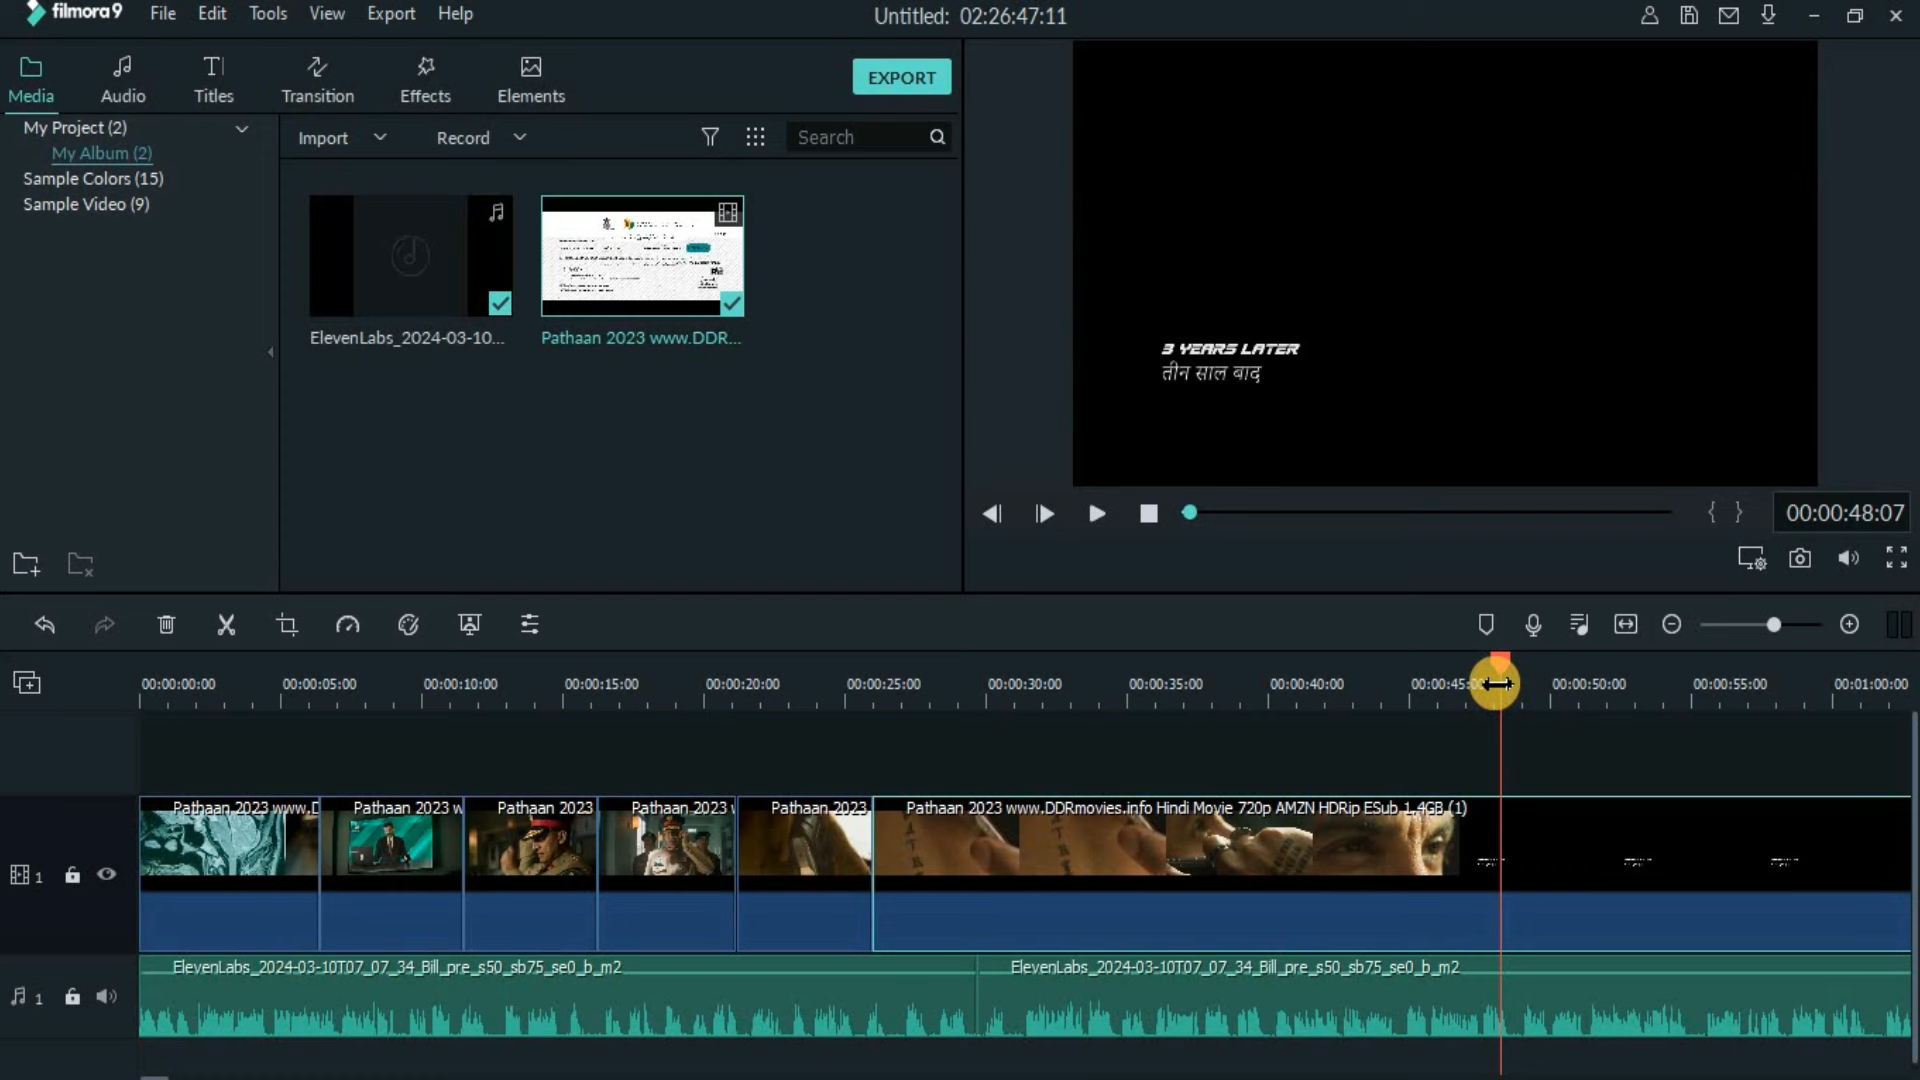 filmora9 File Edit Tools View Export Help Untitled: 02:26:47:11
Media Audio Titles Transition Effects Elements EXPORT
My Project (2)
My Album (2)
Sample Colors (15)
Sample Video (9)
Import Record Search
ElevenLabs_2024-03-10... Pathaan 2023 www.DDR...
3 YEARS LATER
तीन साल बाद
{ } 00:00:48:07
00:00:00:00 00:00:05:00 00:00:10:00 00:00:15:00 00:00:20:00 00:00:25:00 00:00:30:00 00:00:35:00 00:00:40:00 00:00:45:0 00:00:50:00 00:00:55:00 00:01:00:00
Pathaan 2023 www.D Pathaan 2023 w Pathaan 2023 Pathaan 2023 Pathaan 2023 Pathaan 2023 www.DDRmovies.info Hindi Movie 720p AMZN HDRip ESub 1.4GB (1)
1
ElevenLabs_2024-03-10T07_07_34_Bill_pre_s50_sb75_se0_b_m2 ElevenLabs_2024-03-10T07_07_34_Bill_pre_s50_sb75_se0_b_m2
1